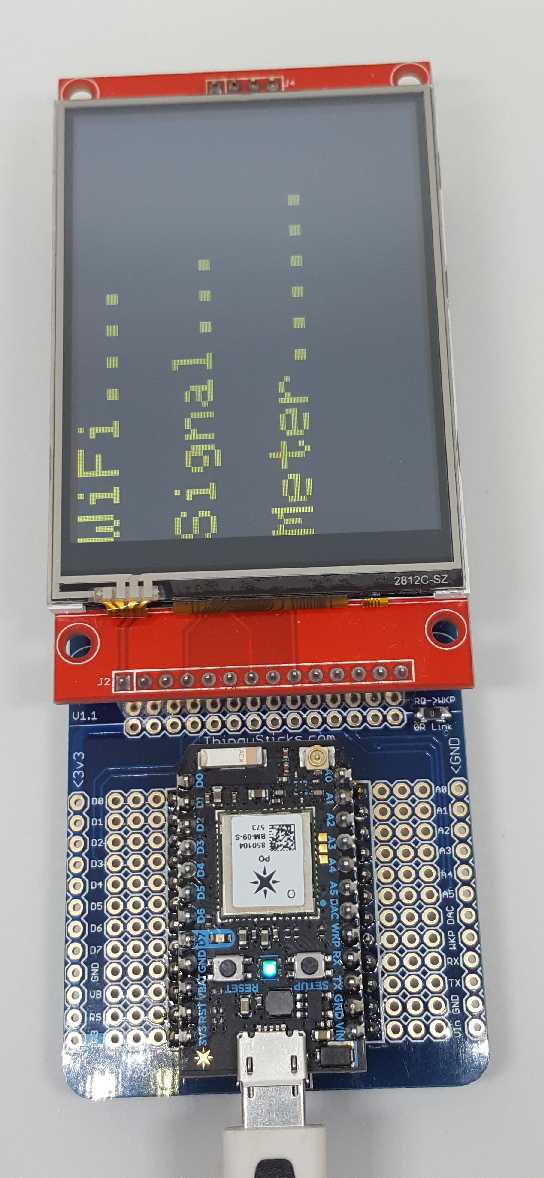 J4
WiFi....
Signal...
Meter......
2812C-SZ
J2
V1.1
RQ->WKP
0R Link
ThingySticks.com
<3v3
<GND
D0
D1
D2
D3
D4
D5
D6
D7
GND
VB
RS
A0
A1
A2
A3
A4
A5
DAC
WKP
RX
TX
GND
Vin
D0
D1
D2
D3
D4
D5
D6
D7
GND
VBAT
RST
3V3
A0
A1
A2
A3
A4
A5
DAC
WKP
RX
TX
GND
VIN
PO
BM-09-S
850104
573
RESET
SETUP